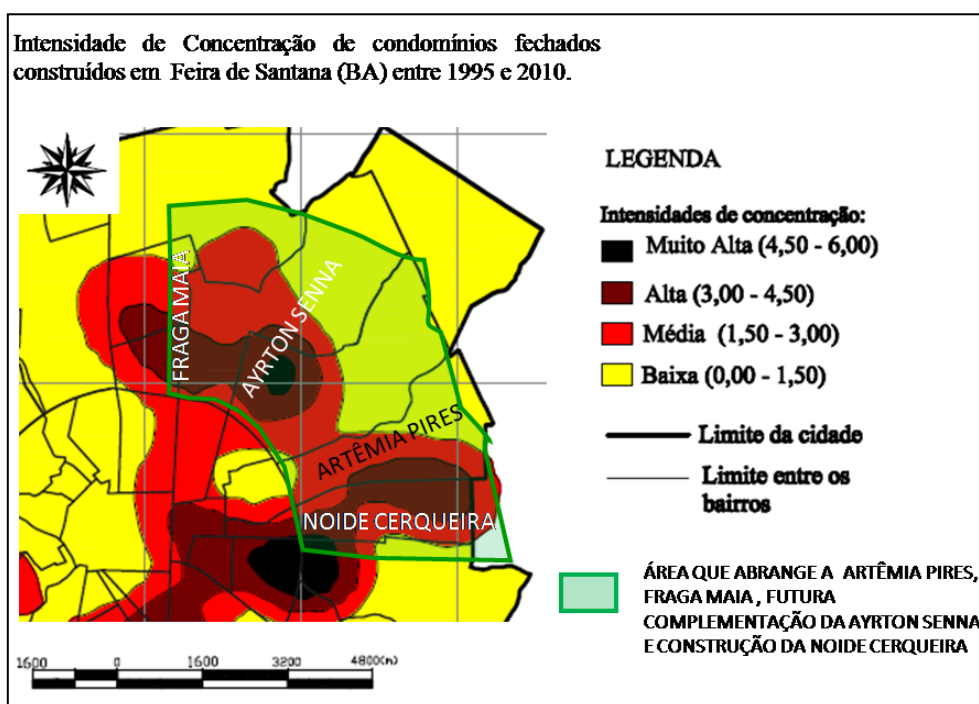 Intensidade de Concentração de condomínios fechados
construídos em Feira de Santana (BA) entre 1995 e 2010.
LEGENDA
Intensidades de concentração:
Muito Alta (4,50 - 6,00)
Alta (3,00 - 4,50)
Média (1,50 - 3,00)
Baixa (0,00 - 1,50)
Limite da cidade
Limite entre os
bairros
ÁREA QUE ABRANGE A ARTÊMIA PIRES,
FRAGA MAIA , FUTURA
COMPLEMENTAÇÃO DA AYRTON SENNA
E CONSTRUÇÃO DA NOIDE CERQUEIRA
FRAGA MAIA
AYRTON SENNA
ARTÊMIA PIRES
NOIDE CERQUEIRA
1600 0 1600 3200 4800(m)